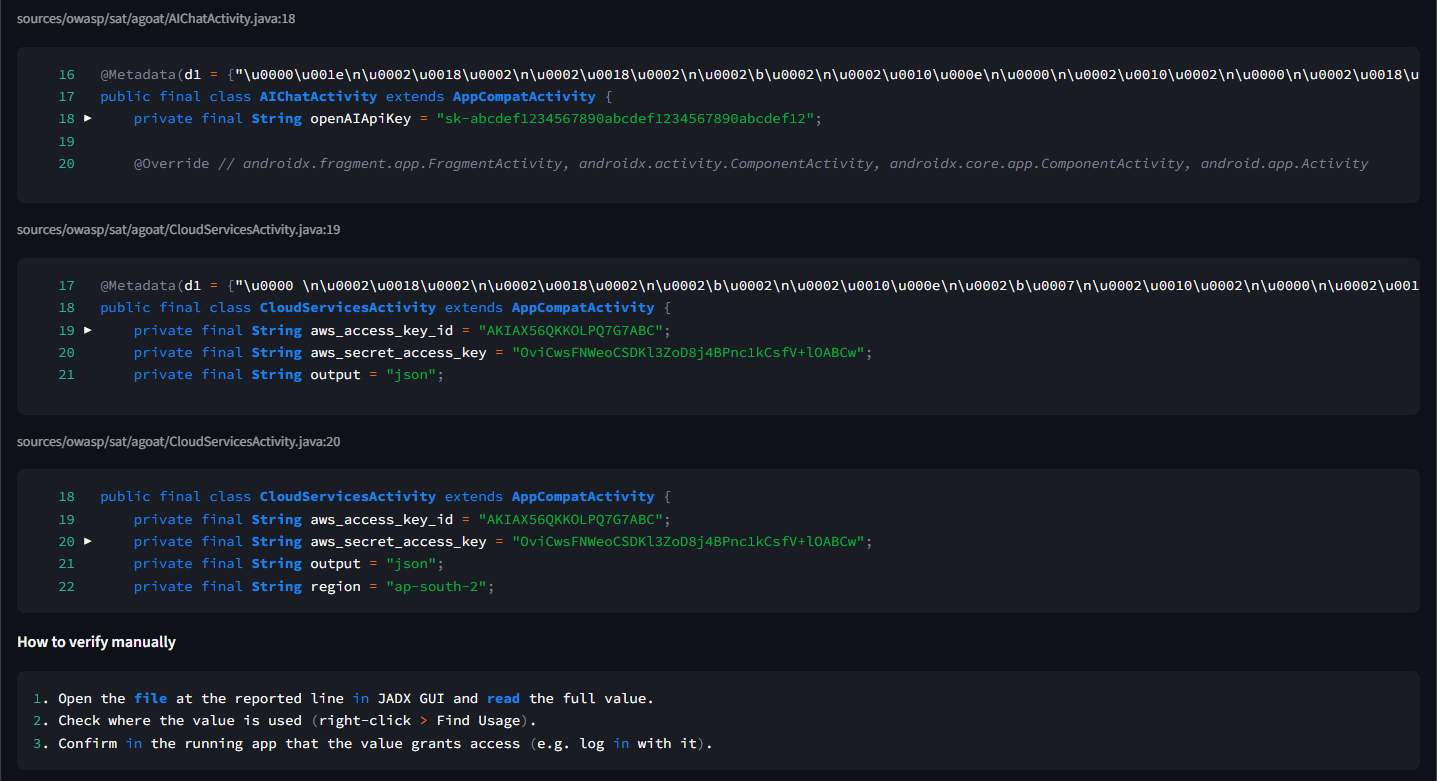 sources/owasp/sat/agoat/AIChatActivity.java:18
16 @Metadata(d1 = {"\u0000\u001e\n\u0002\u0018\u0002\n\u0002\u0018\u0002\n\u0002\b\u0002\n\u0002\u0010\u000e\n\u0000\n\u0002\u0010\u0002\n\u0000\n\u0002\u0018\u
17 public final class AIChatActivity extends AppCompatActivity {
18 ▶ private final String openAIApiKey = "sk-abcdef1234567890abcdef1234567890abcdef12";
19
20 @Override // androidx.fragment.app.FragmentActivity, androidx.activity.ComponentActivity, androidx.core.app.ComponentActivity, android.app.Activity
sources/owasp/sat/agoat/CloudServicesActivity.java:19
17 @Metadata(d1 = {"\u0000 \n\u0002\u0018\u0002\n\u0002\u0018\u0002\n\u0002\b\u0002\n\u0002\u0010\u000e\n\u0002\b\u0007\n\u0002\u0010\u0002\n\u0000\n\u0002\u001
18 public final class CloudServicesActivity extends AppCompatActivity {
19 ▶ private final String aws_access_key_id = "AKIAX56QKKOLPQ7G7ABC";
20 private final String aws_secret_access_key = "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";
21 private final String output = "json";
sources/owasp/sat/agoat/CloudServicesActivity.java:20
18 public final class CloudServicesActivity extends AppCompatActivity {
19 private final String aws_access_key_id = "AKIAX56QKKOLPQ7G7ABC";
20 ▶ private final String aws_secret_access_key = "OviCwsFNWeoCSDKl3ZoD8j4BPnc1kCsfV+lOABCw";
21 private final String output = "json";
22 private final String region = "ap-south-2";
How to verify manually
1. Open the file at the reported line in JADX GUI and read the full value.
2. Check where the value is used (right-click > Find Usage).
3. Confirm in the running app that the value grants access (e.g. log in with it).